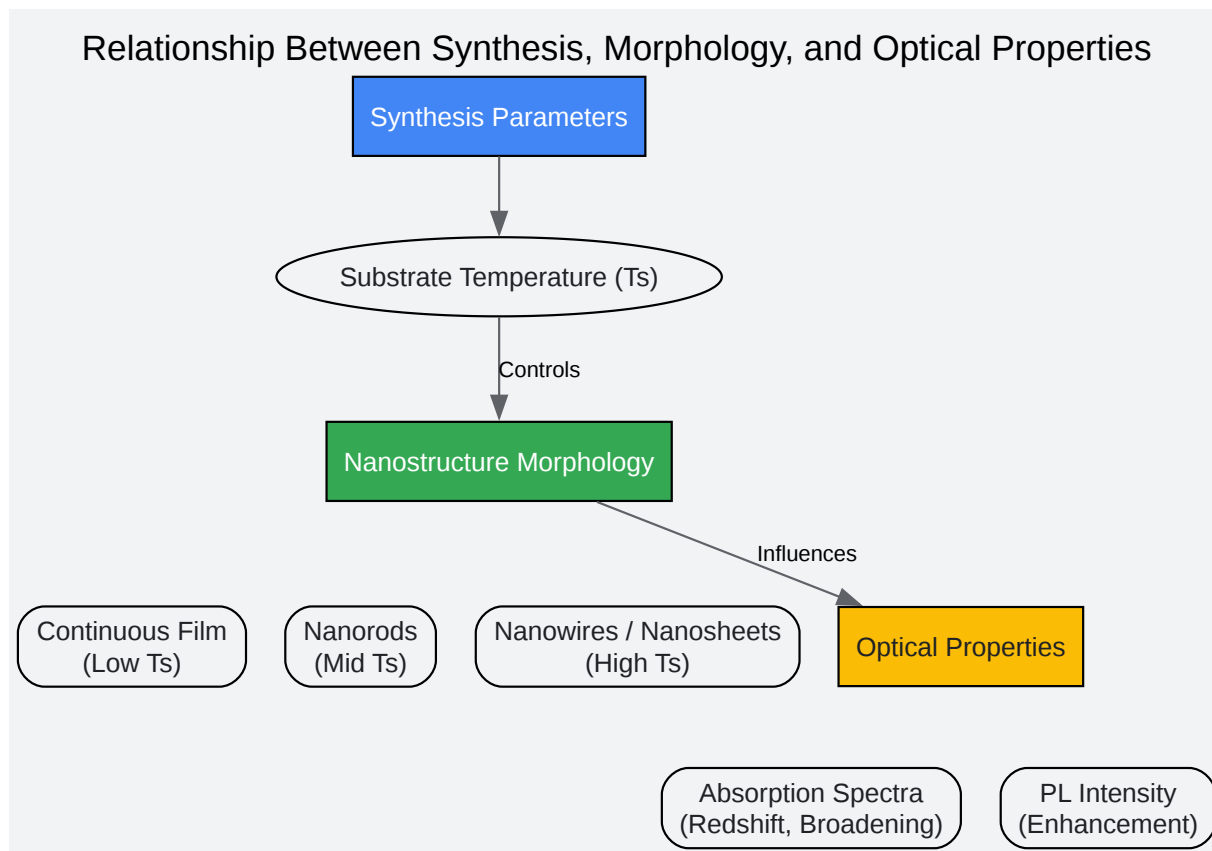 Relationship Between Synthesis, Morphology, and Optical Properties
Synthesis Parameters
Substrate Temperature (Ts)
Controls
Nanostructure Morphology
Influences
Continuous Film
(Low Ts)
Nanorods
(Mid Ts)
Nanowires / Nanosheets
(High Ts)
Optical Properties
Absorption Spectra
(Redshift, Broadening)
PL Intensity
(Enhancement)